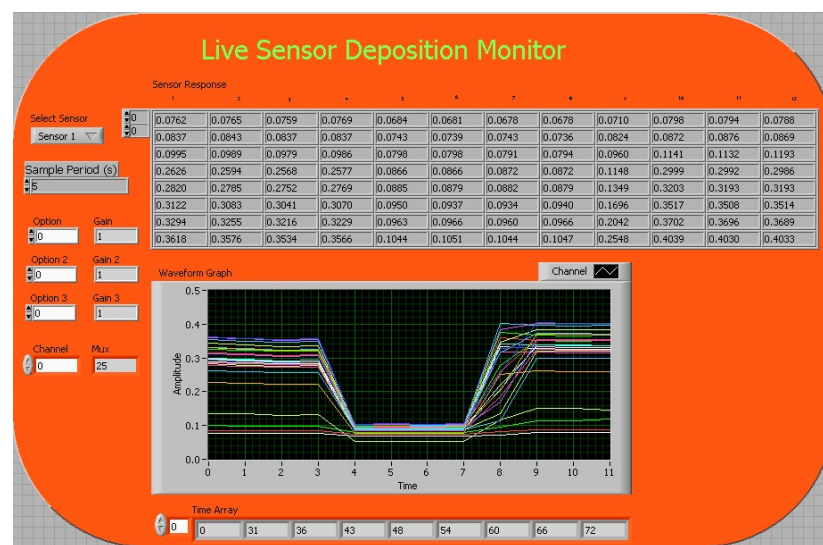 Live Sensor Deposition Monitor
Sensor Response
1 2 3 4 5 6 7 8 9 10 11 12
Select Sensor
Sensor 1
0
0
0.0762 0.0765 0.0759 0.0769 0.0684 0.0681 0.0678 0.0678 0.0710 0.0798 0.0794 0.0788
0.0837 0.0843 0.0837 0.0837 0.0743 0.0739 0.0743 0.0736 0.0824 0.0872 0.0876 0.0869
0.0995 0.0989 0.0979 0.0986 0.0798 0.0798 0.0791 0.0794 0.0960 0.1141 0.1132 0.1193
0.2626 0.2594 0.2568 0.2577 0.0866 0.0866 0.0872 0.0872 0.1148 0.2999 0.2992 0.2986
0.2820 0.2785 0.2752 0.2769 0.0885 0.0879 0.0882 0.0879 0.1349 0.3203 0.3193 0.3193
0.3122 0.3083 0.3041 0.3070 0.0950 0.0937 0.0934 0.0940 0.1696 0.3517 0.3508 0.3514
0.3294 0.3255 0.3216 0.3229 0.0963 0.0966 0.0960 0.0966 0.2042 0.3702 0.3696 0.3689
0.3618 0.3576 0.3534 0.3566 0.1044 0.1051 0.1044 0.1047 0.2548 0.4039 0.4030 0.4033
Sample Period (s)
5
Option Gain
0 1
Option 2 Gain 2
0 1
Option 3 Gain 3
0 1
Channel Mux
0 25
Waveform Graph
Channel
Amplitude
0.5
0.4
0.3
0.2
0.1
0.0
0 1 2 3 4 5 6 7 8 9 10 11
Time
Time Array
0 0 31 36 43 48 54 60 66 72